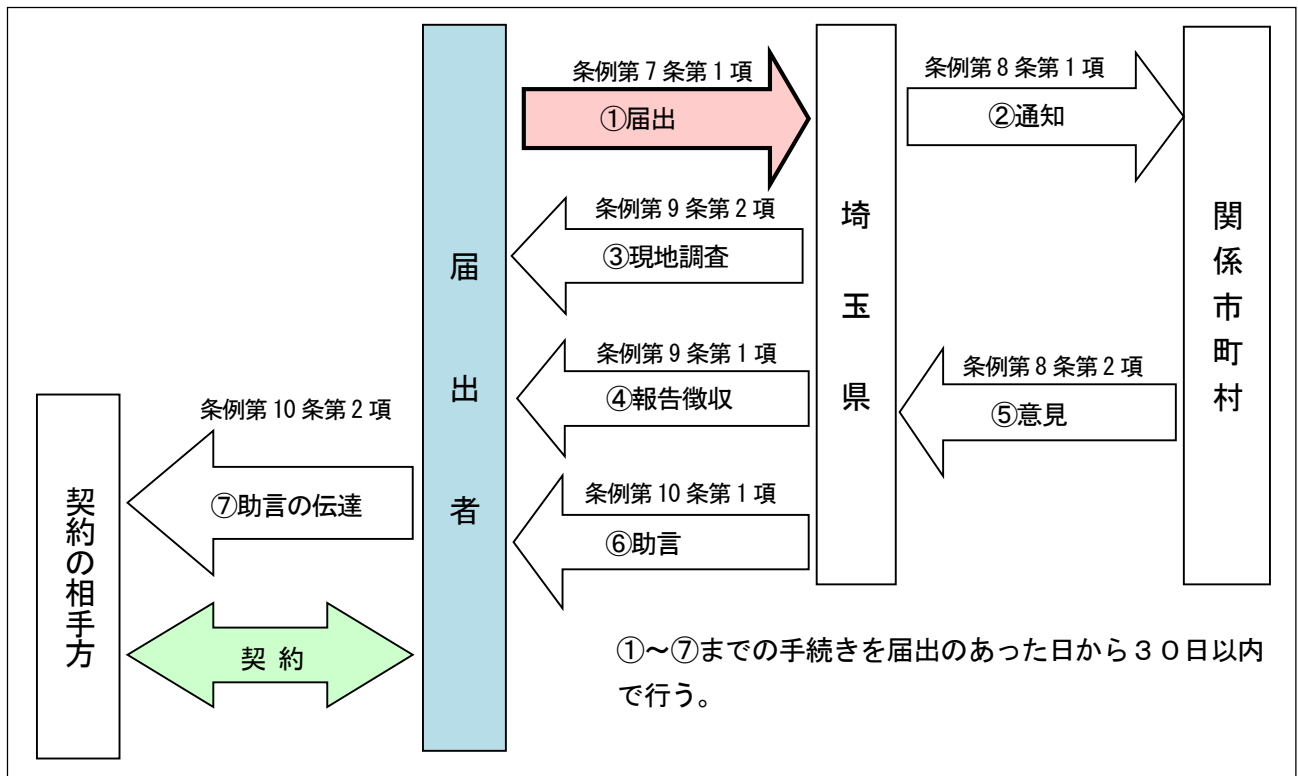 条例第7条第1項
①届出
条例第8条第1項
②通知
条例第9条第2項
③現地調査
条例第9条第1項
④報告徴収
条例第8条第2項
⑤意見
条例第10条第1項
⑥助言
条例第10条第2項
⑦助言の伝達
契約
契約の相手方
届出者
埼玉県
関係市町村
①～⑦までの手続きを届出のあった日から３０日以内
で行う。